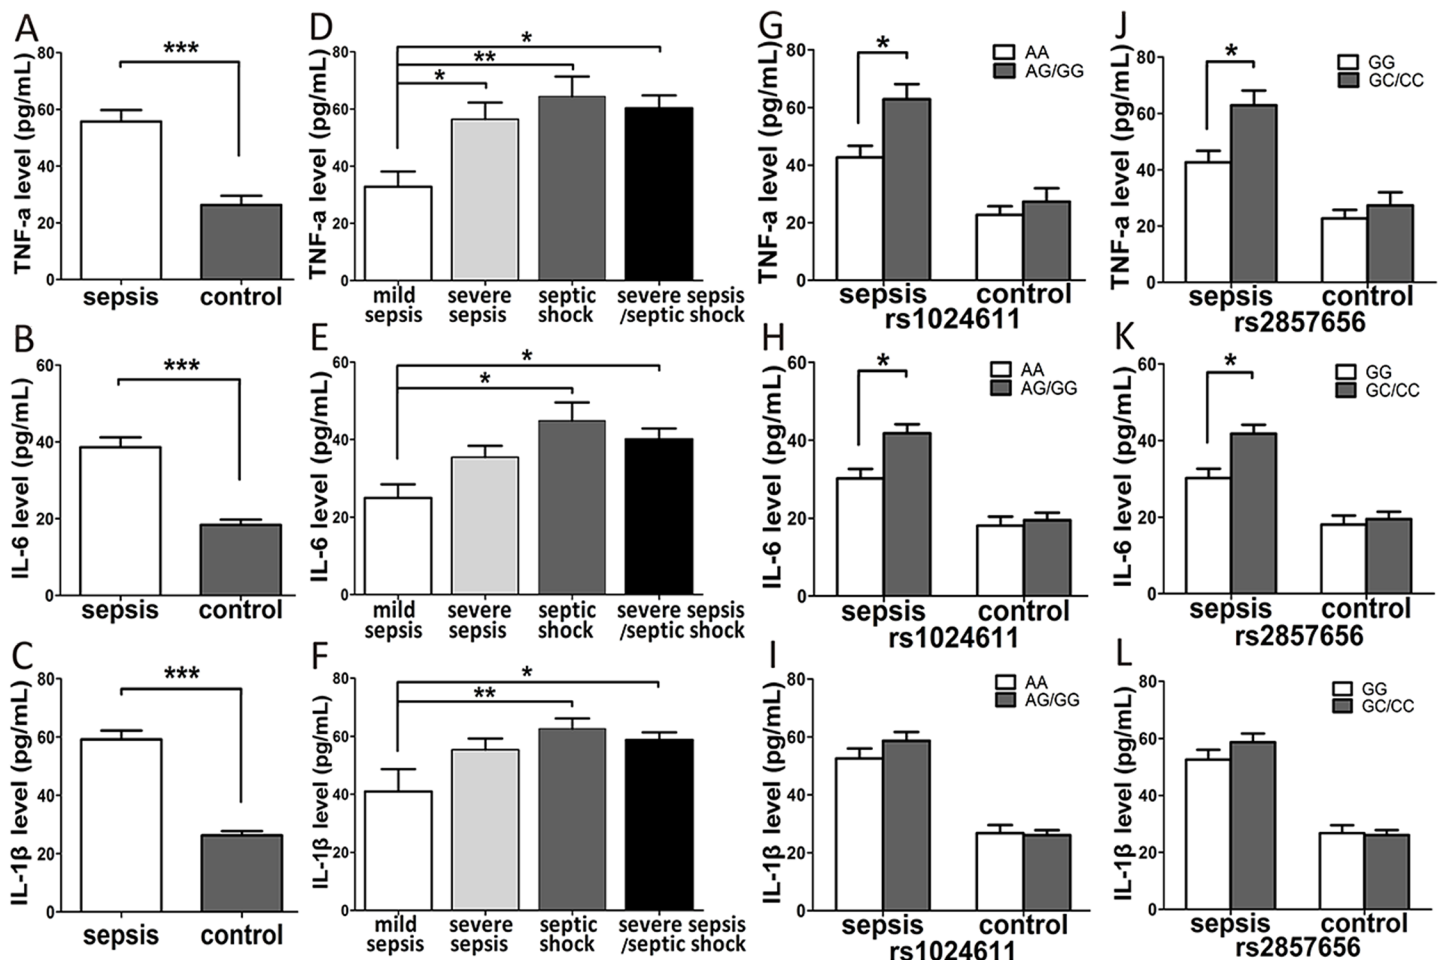 A
TNF-a level (pg/mL)
80
60
40
20
0
***
sepsis
control
D
TNF-a level (pg/mL)
80
60
40
20
0
*
**
*
mild
sepsis
severe
sepsis
septic
shock
severe sepsis
/septic shock
G
TNF-a level (pg/mL)
80
60
40
20
0
*
AA
AG/GG
sepsis
control
rs1024611
J
TNF-a level (pg/mL)
80
60
40
20
0
*
GG
GC/CC
sepsis
control
rs2857656
B
IL-6 level (pg/mL)
60
40
20
0
***
sepsis
control
E
IL-6 level (pg/mL)
60
40
20
0
*
*
mild
sepsis
severe
sepsis
septic
shock
severe sepsis
/septic shock
H
IL-6 level (pg/mL)
60
40
20
0
*
AA
AG/GG
sepsis
control
rs1024611
K
IL-6 level (pg/mL)
60
40
20
0
*
GG
GC/CC
sepsis
control
rs2857656
C
IL-1β level (pg/mL)
80
60
40
20
0
***
sepsis
control
F
IL-1β level (pg/mL)
80
60
40
20
0
*
**
mild
sepsis
severe
sepsis
septic
shock
severe sepsis
/septic shock
I
IL-1β level (pg/mL)
80
60
40
20
0
AA
AG/GG
sepsis
control
rs1024611
L
IL-1β level (pg/mL)
80
60
40
20
0
GG
GC/CC
sepsis
control
rs2857656